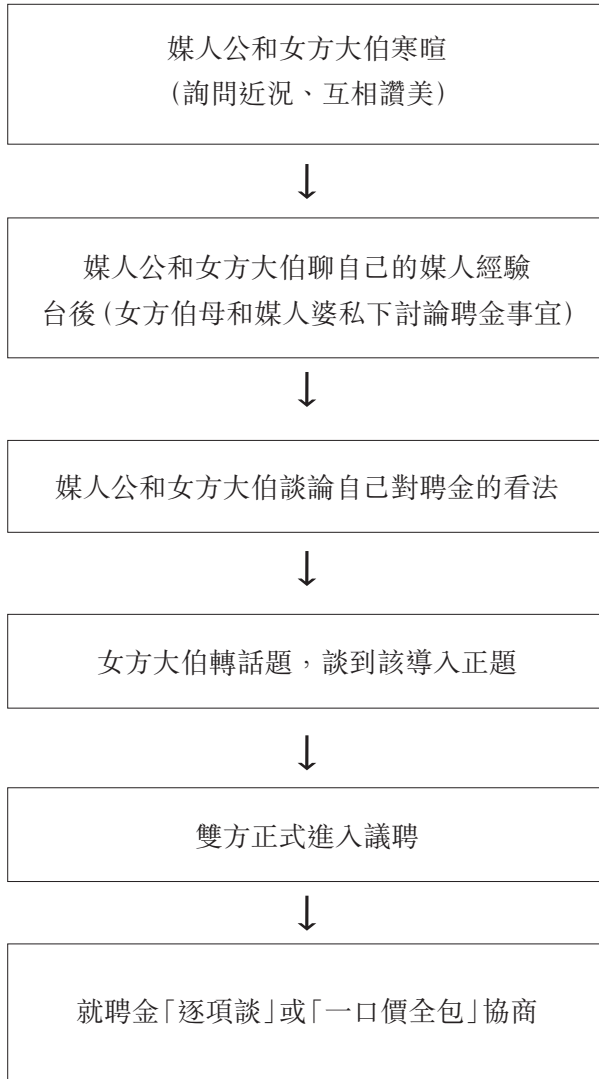 媒人公和女方大伯寒暄
(詢問近況、互相讚美)
↓
媒人公和女方大伯聊自己的媒人經驗
台後(女方伯母和媒人婆私下討論聘金事宜)
↓
媒人公和女方大伯談論自己對聘金的看法
↓
女方大伯轉話題，談到該導入正題
↓
雙方正式進入議聘
↓
就聘金「逐項談」或「一口價全包」協商